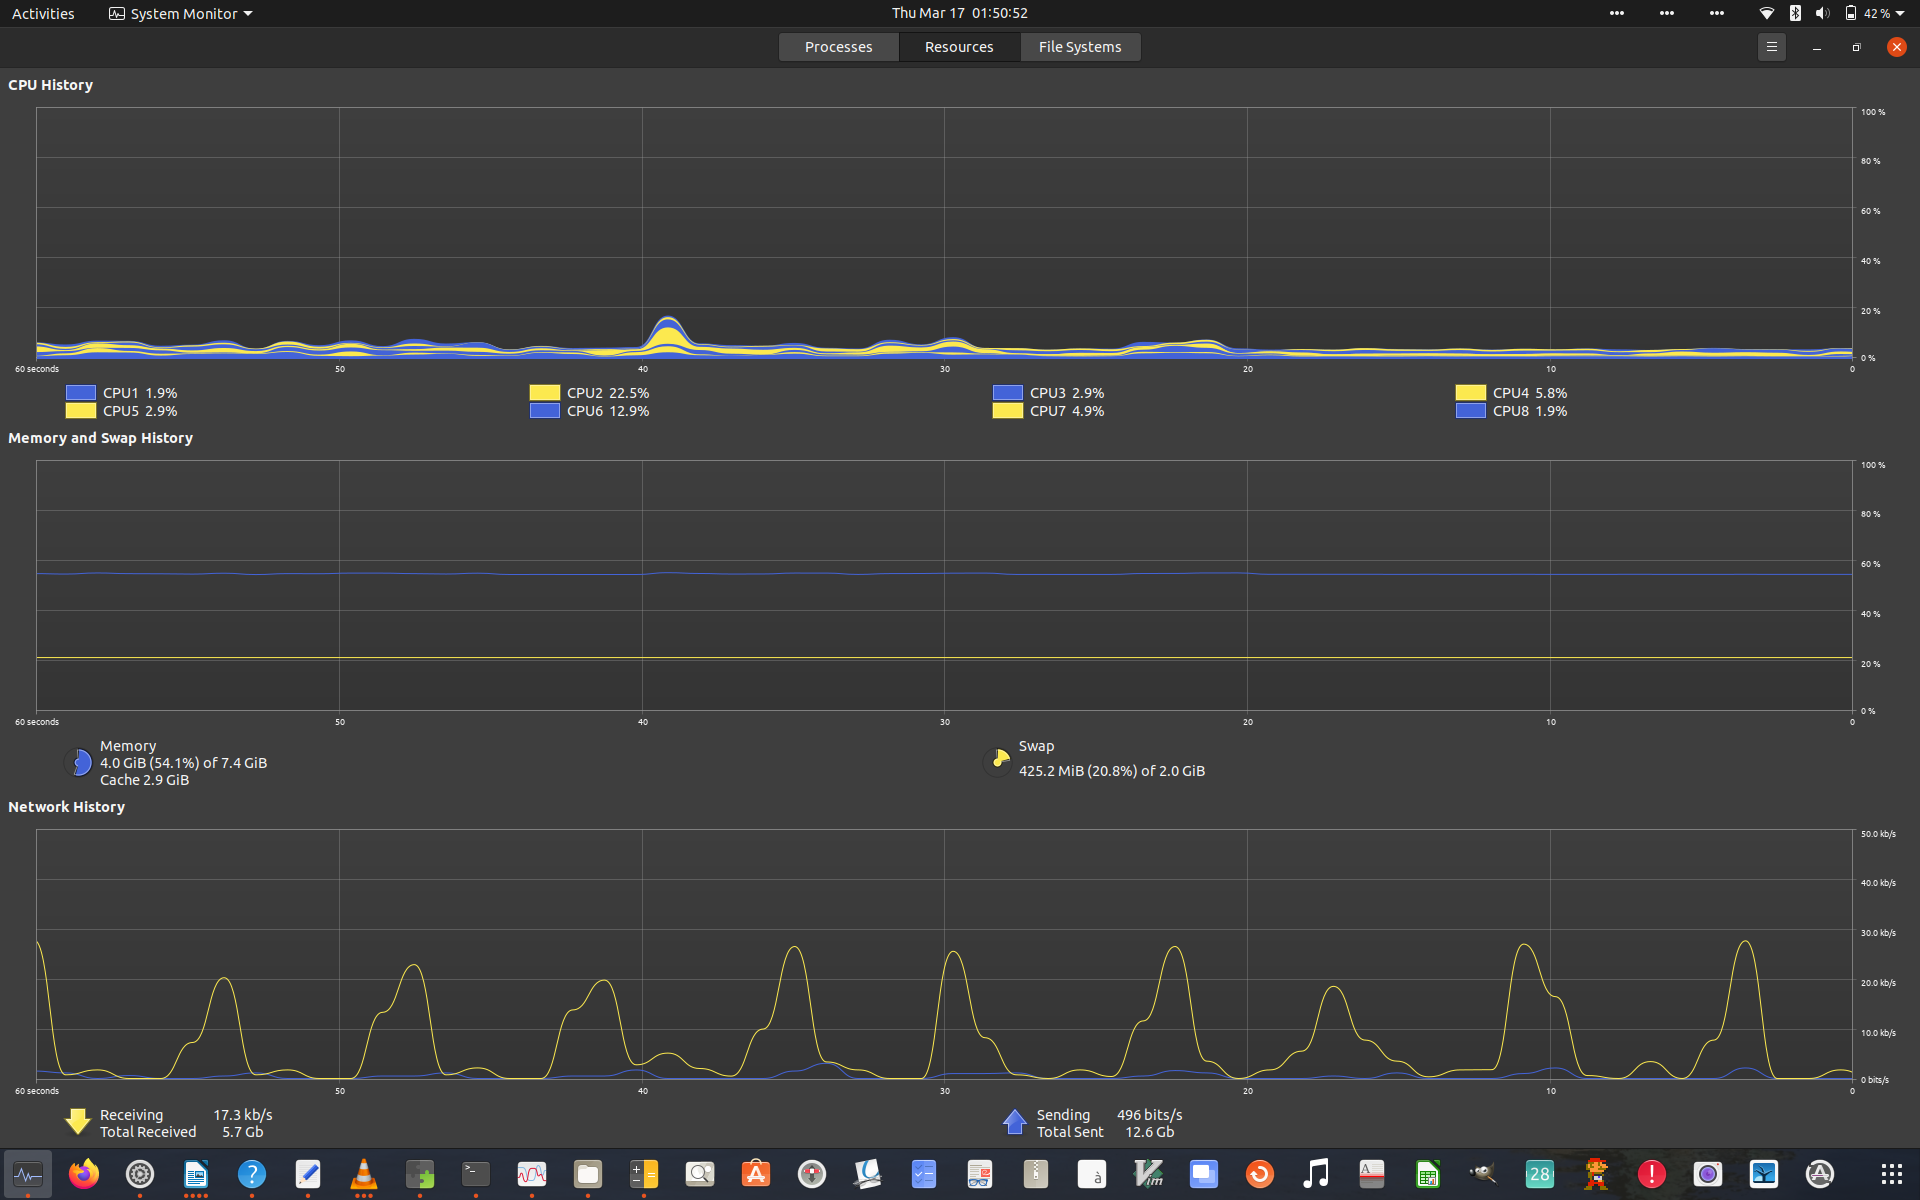 Activities System Monitor Thu Mar 17 01:50:52 42 %
Processes Resources File Systems
CPU History
100 %
80 %
60 %
40 %
20 %
0 %
60 seconds 50 40 30 20 10 0
CPU1 1.9% CPU2 22.5% CPU3 2.9% CPU4 5.8%
CPU5 2.9% CPU6 12.9% CPU7 4.9% CPU8 1.9%
Memory and Swap History
100 %
80 %
60 %
40 %
20 %
0 %
60 seconds 50 40 30 20 10 0
Memory
4.0 GiB (54.1%) of 7.4 GiB
Cache 2.9 GiB
Swap
425.2 MiB (20.8%) of 2.0 GiB
Network History
50.0 kb/s
40.0 kb/s
30.0 kb/s
20.0 kb/s
10.0 kb/s
0 bits/s
60 seconds 50 40 30 20 10 0
Receiving 17.3 kb/s
Total Received 5.7 Gb
Sending 496 bits/s
Total Sent 12.6 Gb
? >_ à Vim A 28 !